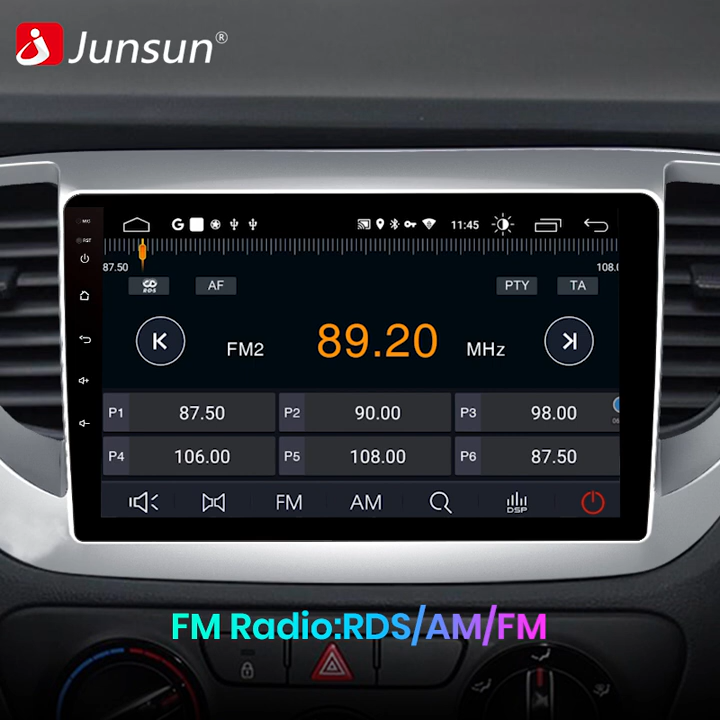 Junsun®
MIC
RST
G
11:45
87.50
108.0
RDS
AF
PTY
TA
FM2
89.20
MHz
P1
87.50
P2
90.00
P3
98.00
P4
106.00
P5
108.00
P6
87.50
FM
AM
DSP
FM Radio:RDS/AM/FM